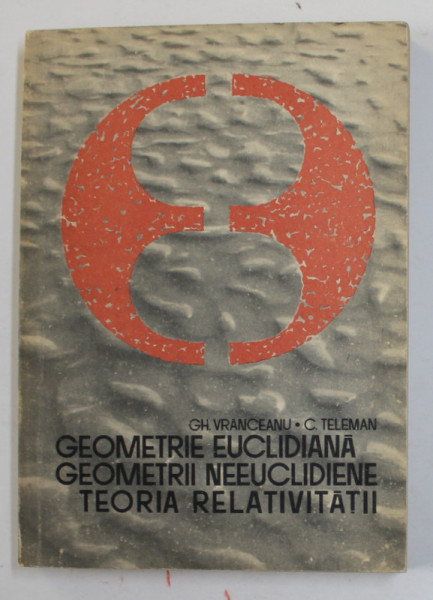 GH. VRANCEANU • C. TELEMAN
GEOMETRIE EUCLIDIANĂ
GEOMETRII NEEUCLIDIENE
TEORIA RELATIVITĂȚII